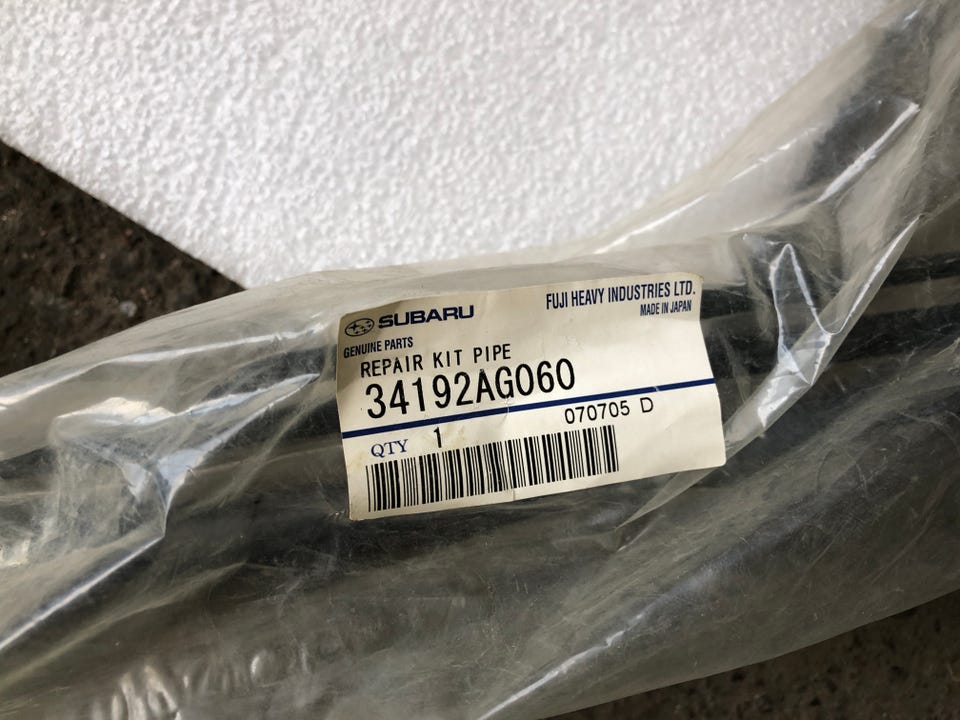 SUBARU
FUJI HEAVY INDUSTRIES LTD.
MADE IN JAPAN
GENUINE PARTS
REPAIR KIT PIPE
34192AG060
070705 D
QTY 1